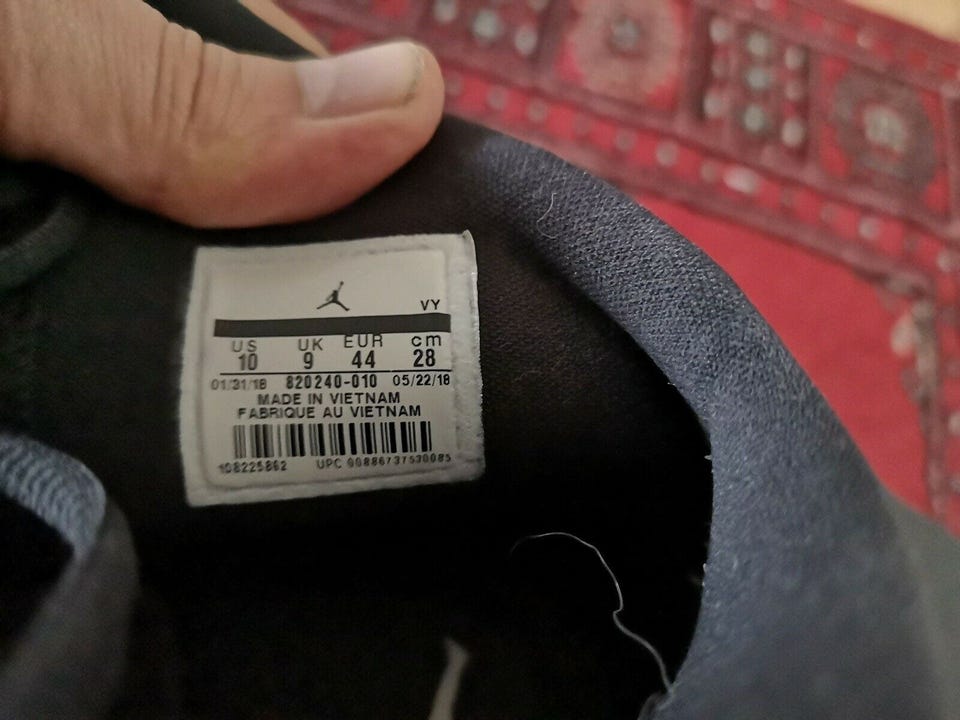 VY
US UK EUR cm
10 9 44 28
01/31/18 820240-010 05/22/18
MADE IN VIETNAM
FABRIQUE AU VIETNAM
108225862 UPC 00886737530085